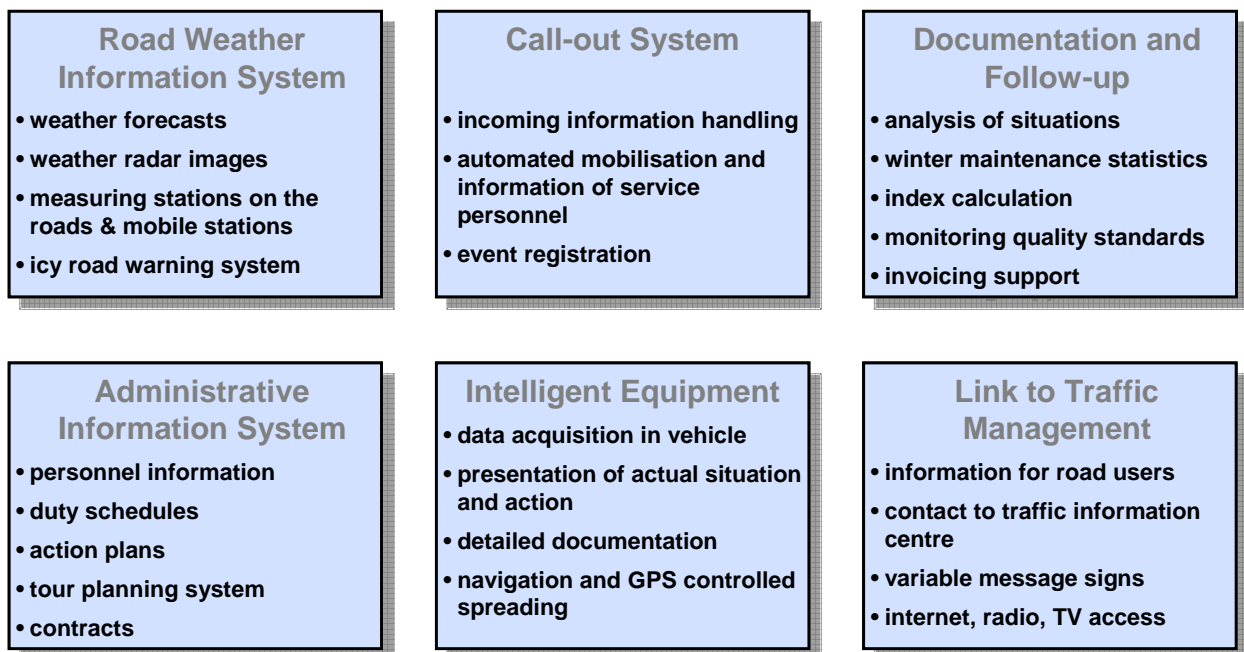 Road Weather
Information System
• weather forecasts
• weather radar images
• measuring stations on the
roads & mobile stations
• icy road warning system
Call-out System
• incoming information handling
• automated mobilisation and
information of service
personnel
• event registration
Documentation and
Follow-up
• analysis of situations
• winter maintenance statistics
• index calculation
• monitoring quality standards
• invoicing support
Administrative
Information System
• personnel information
• duty schedules
• action plans
• tour planning system
• contracts
Intelligent Equipment
• data acquisition in vehicle
• presentation of actual situation
and action
• detailed documentation
• navigation and GPS controlled
spreading
Link to Traffic
Management
• information for road users
• contact to traffic information
centre
• variable message signs
• internet, radio, TV access